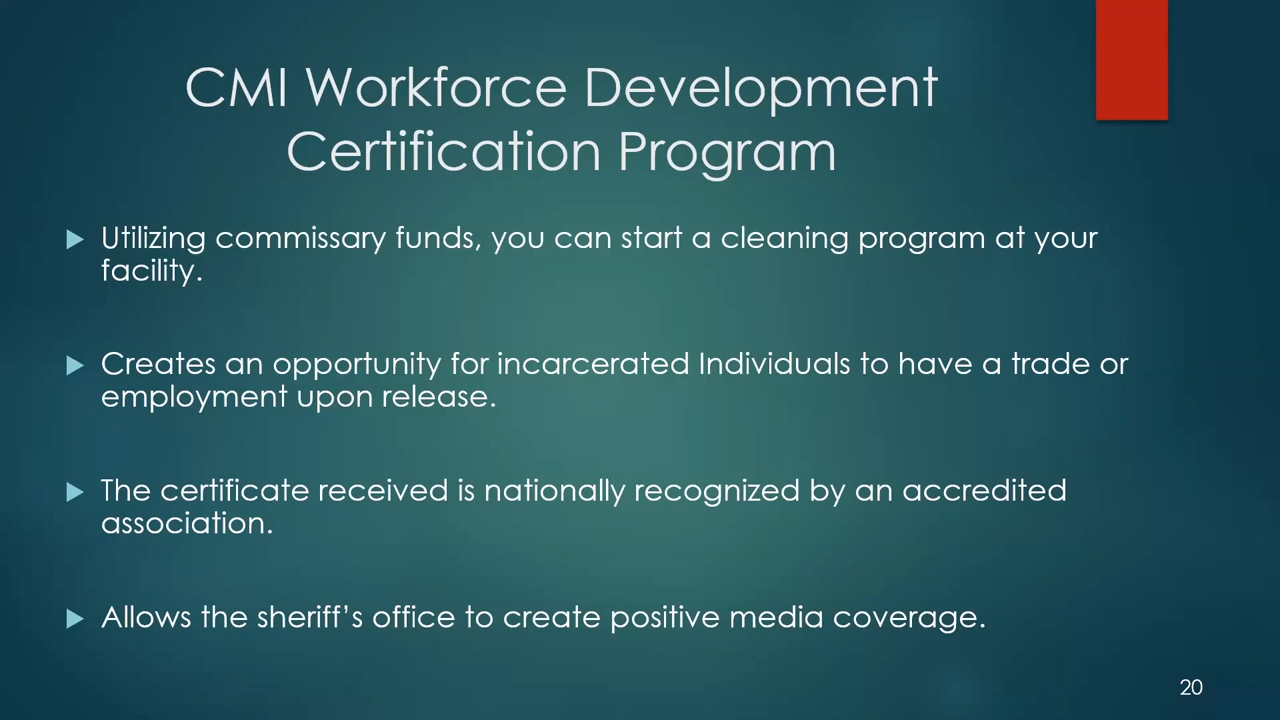 CMI Workforce Development
Certification Program
Utilizing commissary funds, you can start a cleaning program at your
facility.
Creates an opportunity for incarcerated Individuals to have a trade or
employment upon release.
The certificate received is nationally recognized by an accredited
association.
Allows the sheriff’s office to create positive media coverage.
20